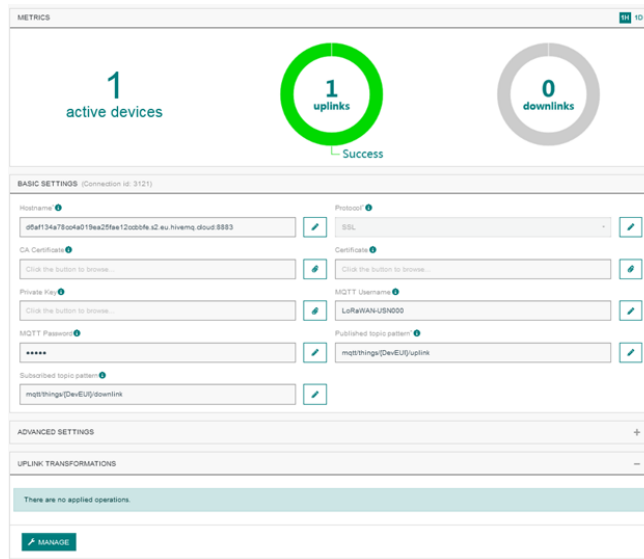 METRICS
1H 1D
1
active devices
1
uplinks
Success
0
downlinks
BASIC SETTINGS (Connection id: 3121)
Hostname*
Protocol*
d6af134a78co4a019ea25fae12ccbbfe.s2.eu.hivemq.cloud:8883
SSL
CA Certificate
Certificate
Click the button to browse...
Click the button to browse...
Private Key
MQTT Username
Click the button to browse...
LoRaWAN-USN000
MQTT Password
Published topic pattern*
•••••
mqtt/things/{DevEUI}/uplink
Subscribed topic pattern
mqtt/things/{DevEUI}/downlink
ADVANCED SETTINGS
UPLINK TRANSFORMATIONS
There are no applied operations.
MANAGE